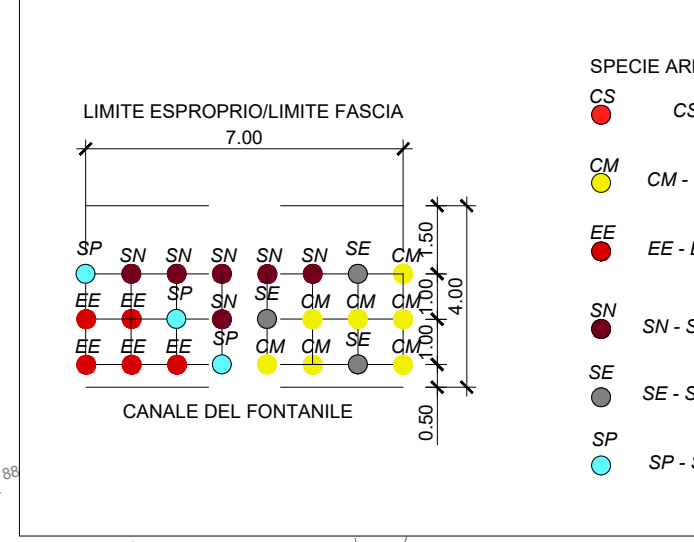 LIMITE ESPROPRIO/LIMITE FASCIA
7.00
SP SN SN SN SN SN SE CM
1.50
EE EE SP SN SE CM CM CM
1.00
4.00
EE EE EE SP CM CM SE CM
1.00
CANALE DEL FONTANILE
0.50
88
SPECIE
CS
CS
CM
CM -
EE
EE -
SN
SN - S
SE
SE - S
SP
SP - S